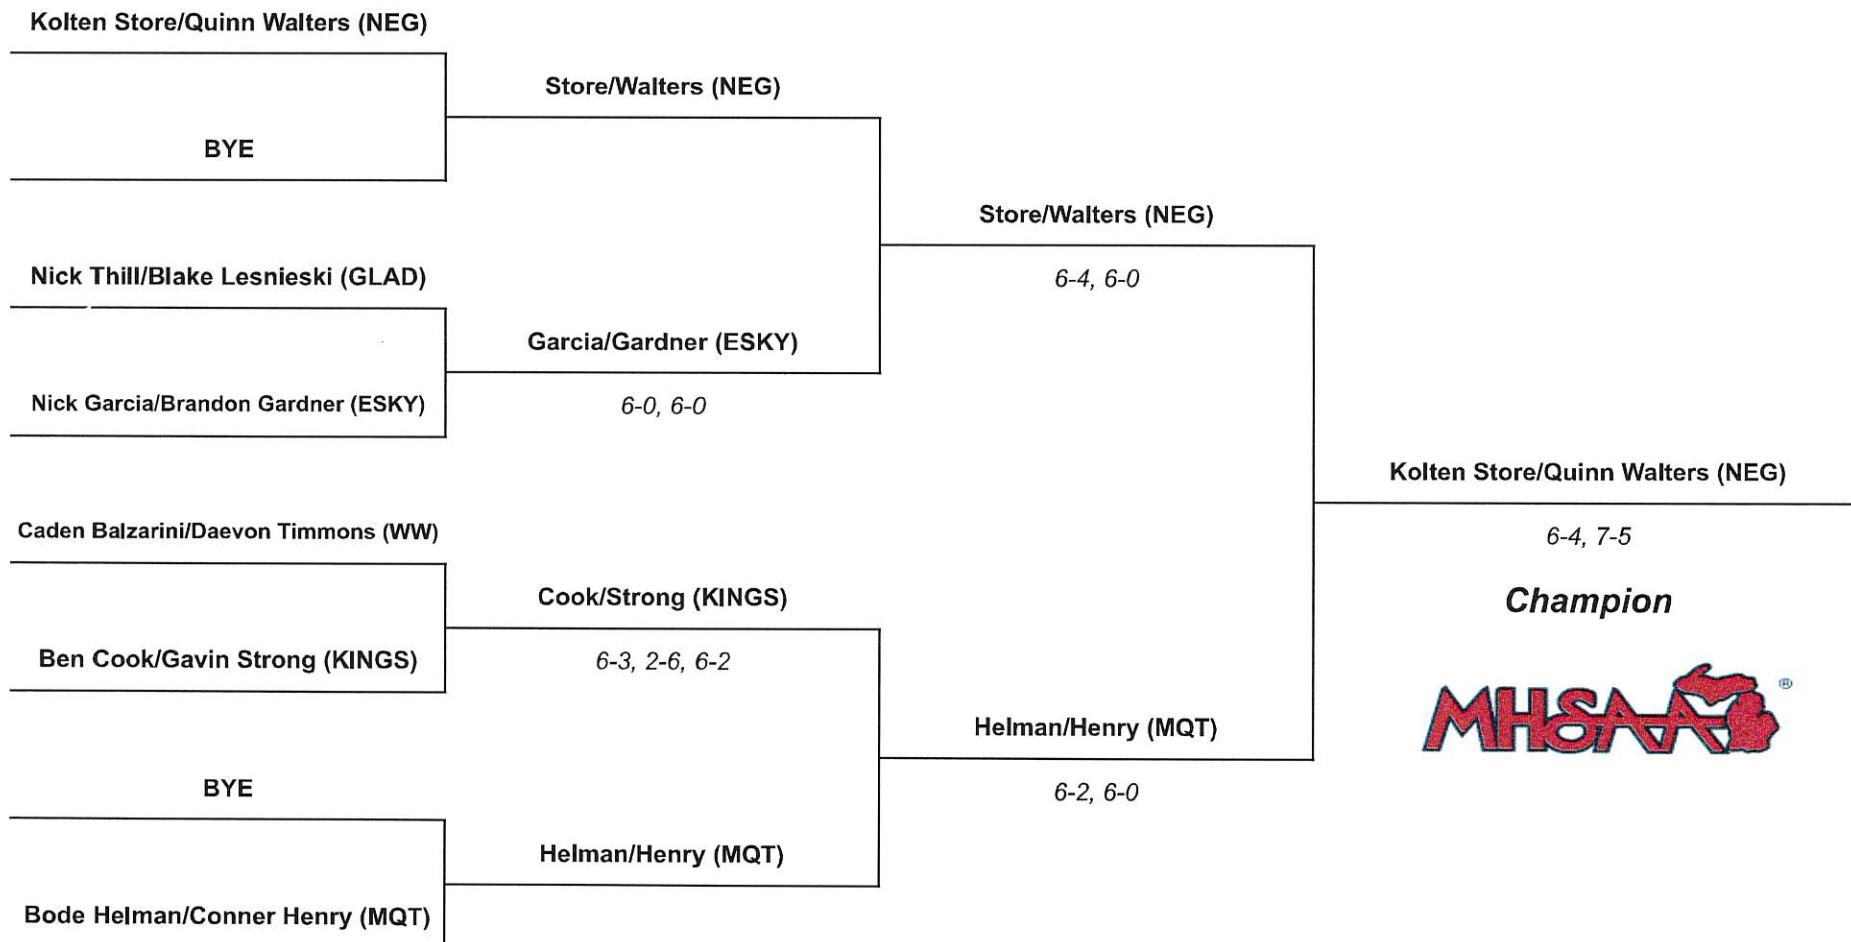 Kolten Store/Quinn Walters (NEG)
Store/Walters (NEG)
BYE
Store/Walters (NEG)
Nick Thill/Blake Lesnieski (GLAD)
6-4, 6-0
Garcia/Gardner (ESKY)
Nick Garcia/Brandon Gardner (ESKY)
6-0, 6-0
Kolten Store/Quinn Walters (NEG)
Caden Balzarini/Daevon Timmons (WW)
6-4, 7-5
Cook/Strong (KINGS)
Champion
Ben Cook/Gavin Strong (KINGS)
6-3, 2-6, 6-2
MHSAA ®
Helman/Henry (MQT)
BYE
6-2, 6-0
Helman/Henry (MQT)
Bode Helman/Conner Henry (MQT)